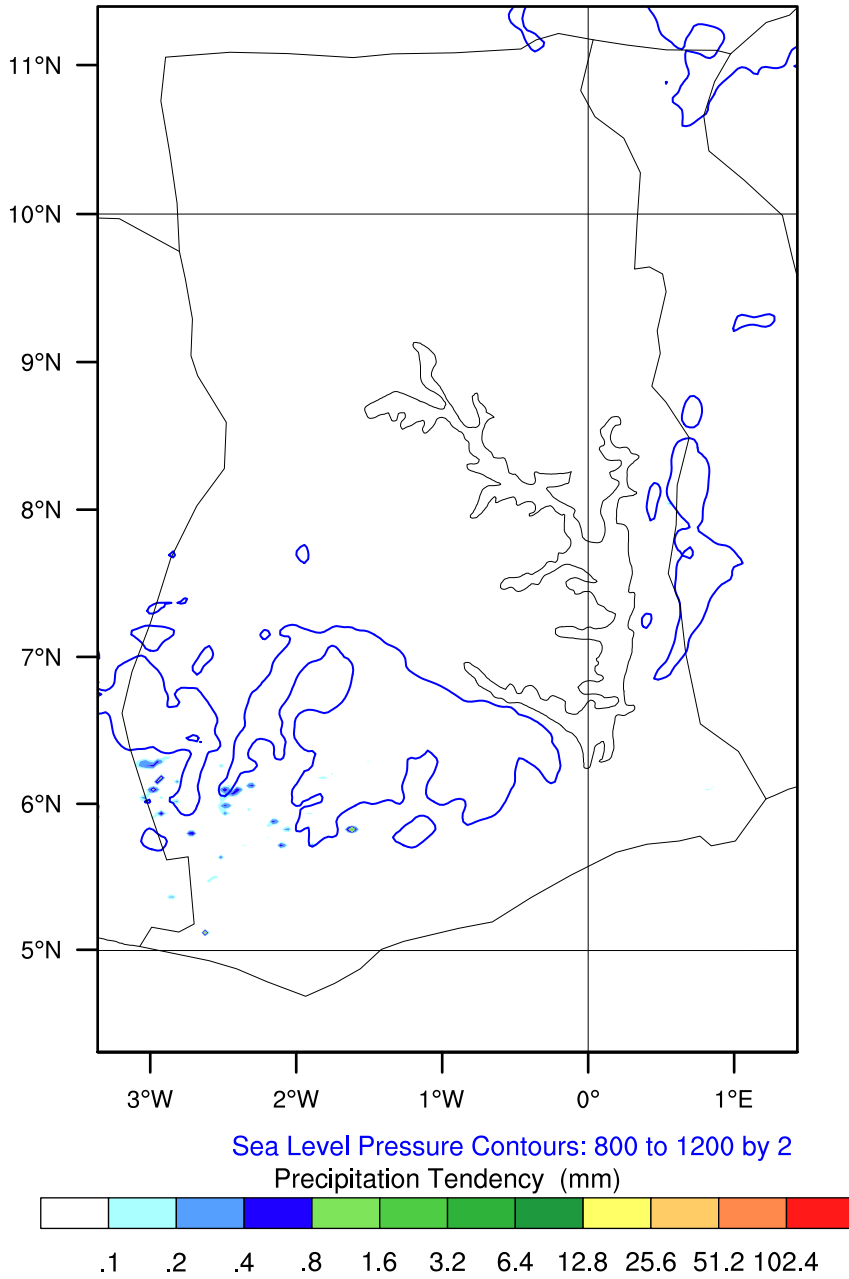 11°N
10°N
9°N
8°N
7°N
6°N
5°N
3°W 2°W 1°W 0° 1°E
Sea Level Pressure Contours: 800 to 1200 by 2
Precipitation Tendency (mm)
.1 .2 .4 .8 1.6 3.2 6.4 12.8 25.6 51.2 102.4